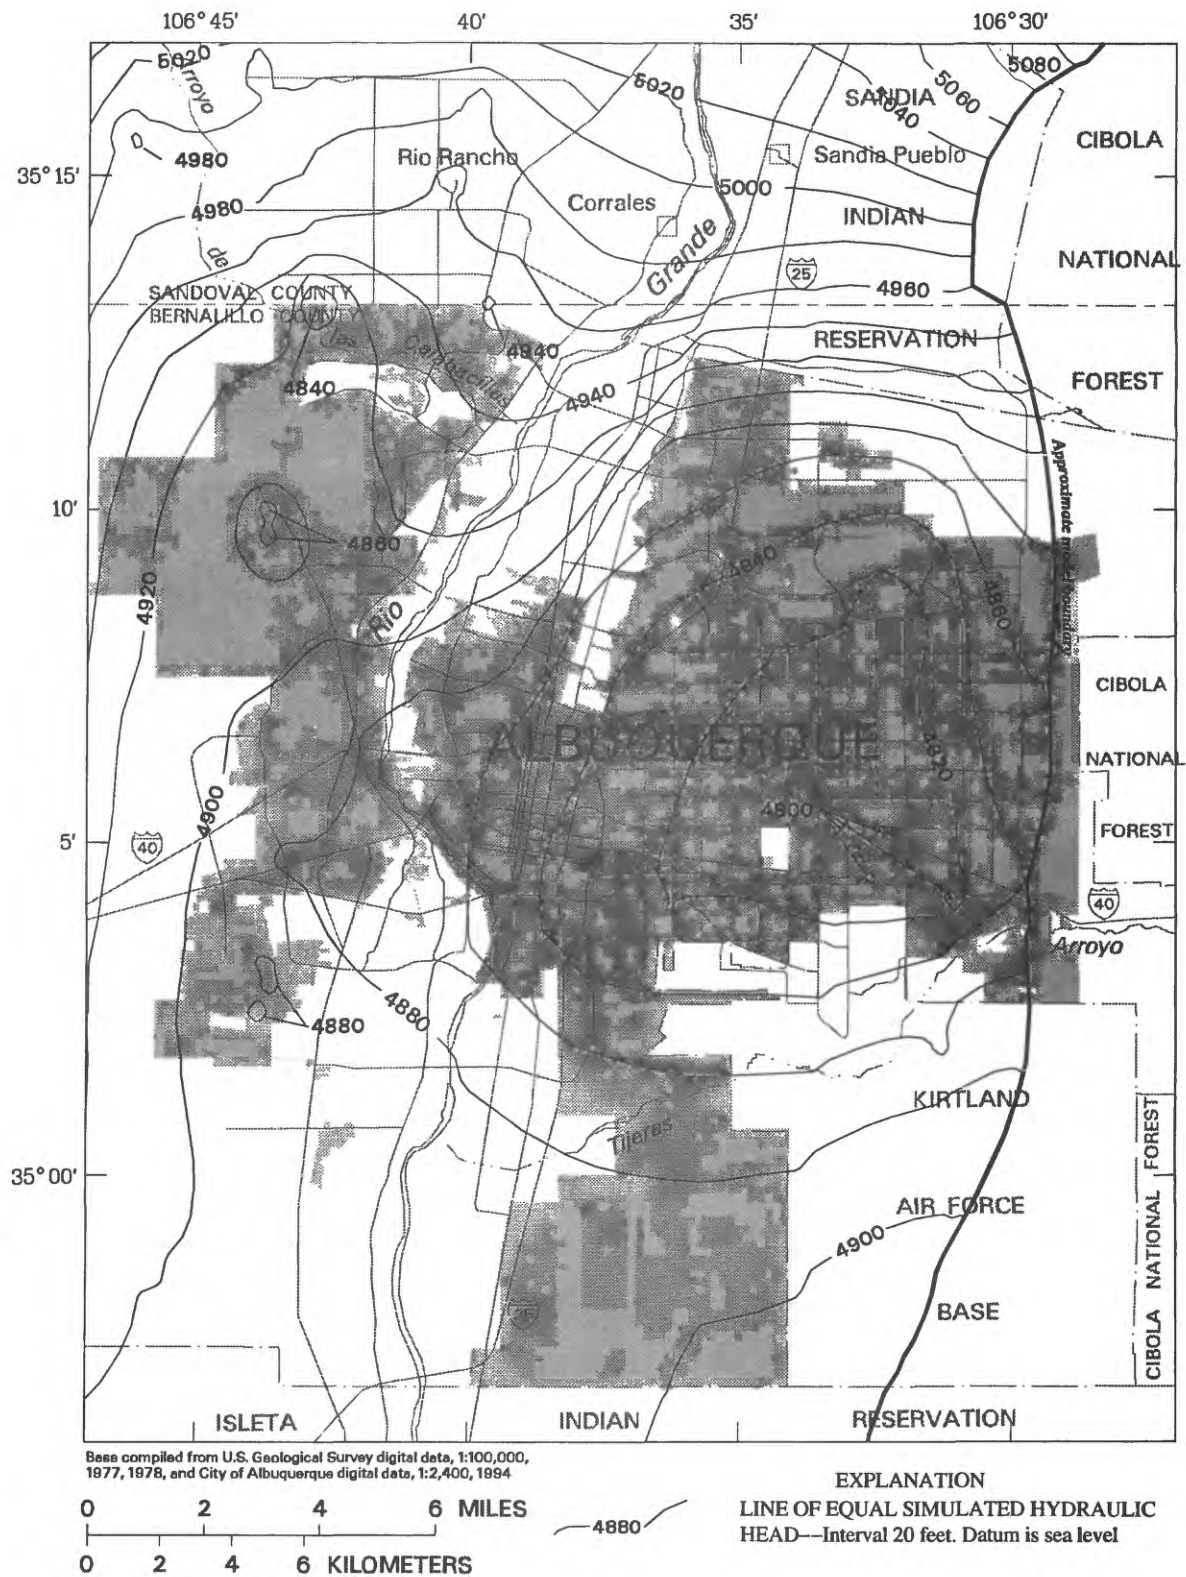 106° 45' 40' 35' 106° 30'
5020
Arroyo
5020
5080
5060
5040
SANDIA
CIBOLA
4980
Rio Rancho
Sandia Pueblo
35° 15'
5000
4980
Corrales
INDIAN
de
Grande
NATIONAL
25
4960
SANDOVAL COUNTY
BERNALILLO COUNTY
las
Calabacillas
4940
RESERVATION
4840
4940
FOREST
Approximate model boundary
10'
4860
4840
4860
4920
Rio
CIBOLA
ALBUQUERQUE
4820
NATIONAL
4900
4800
FOREST
5'
40
40
Arroyo
4880
4880
KIRTLAND
Tijeras
35° 00'
AIR FORCE
4900
CIBOLA NATIONAL FOREST
25
BASE
ISLETA INDIAN RESERVATION
Base compiled from U.S. Geological Survey digital data, 1:100,000,
1977, 1978, and City of Albuquerque digital data, 1:2,400, 1994
0 2 4 6 MILES
0 2 4 6 KILOMETERS
EXPLANATION
4880
LINE OF EQUAL SIMULATED HYDRAULIC
HEAD--Interval 20 feet. Datum is sea level